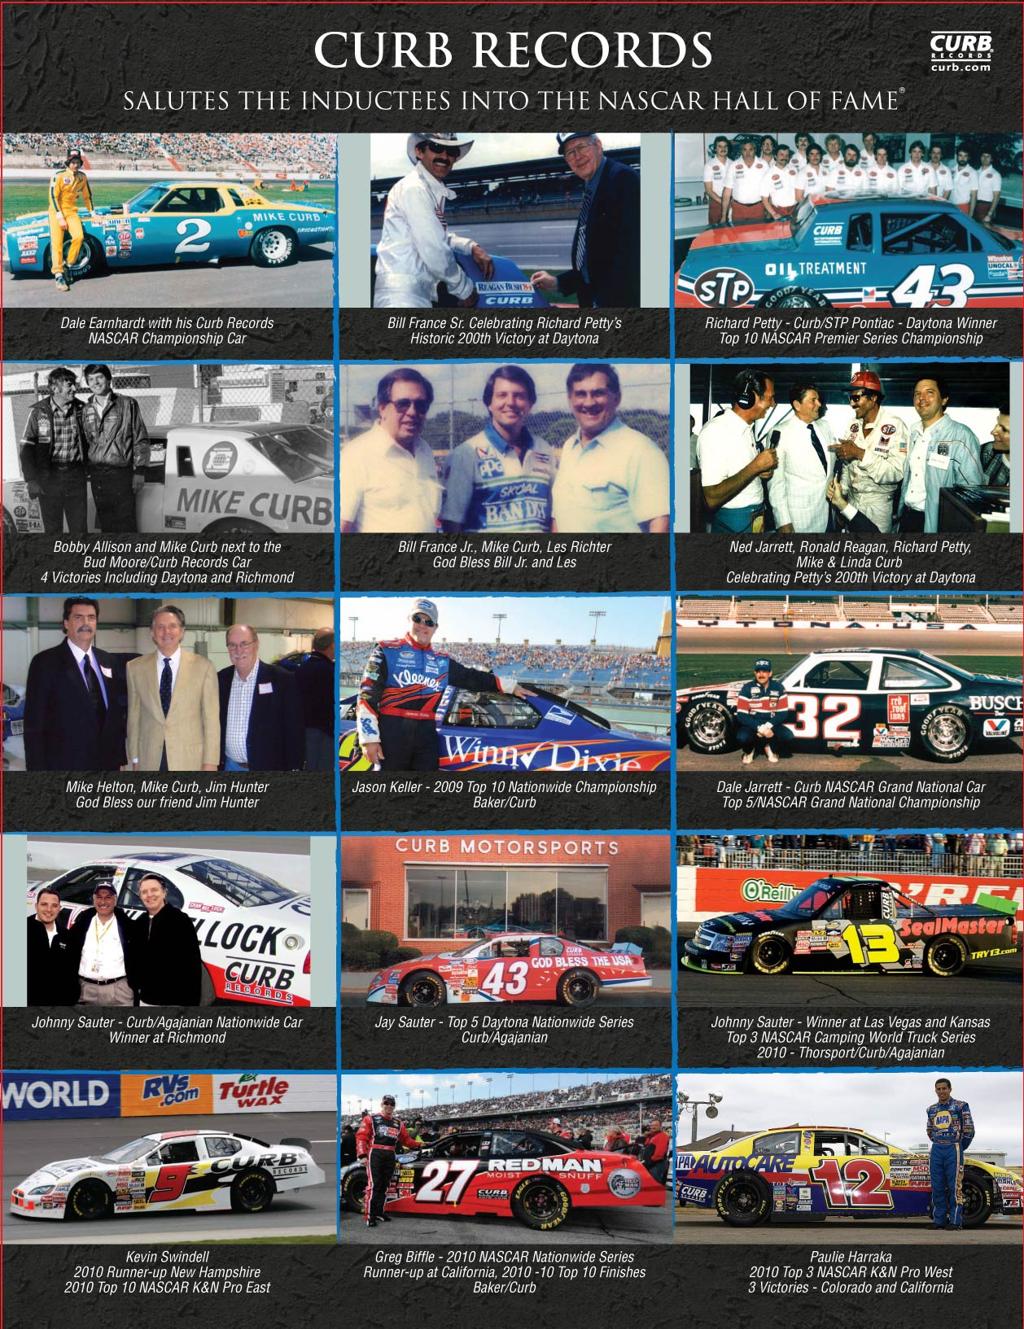 CURB RECORDS
CURB
RECORDS
curb.com
SALUTES THE INDUCTEES INTO THE NASCAR HALL OF FAME®
2
MIKE CURB
REAGAN-BUSH '84
CURB
CURB
STP
OIL TREATMENT
43
Winston
UNOCAL
GOODYEAR
Dale Earnhardt with his Curb Records
NASCAR Championship Car
Bill France Sr. Celebrating Richard Petty's
Historic 200th Victory at Daytona
Richard Petty - Curb/STP Pontiac - Daytona Winner
Top 10 NASCAR Premier Series Championship
MIKE CURB
PPG
SKOAL
BANDIT
STP
Bobby Allison and Mike Curb next to the
Bud Moore/Curb Records Car
4 Victories Including Daytona and Richmond
Bill France Jr., Mike Curb, Les Richter
God Bless Bill Jr. and Les
Ned Jarrett, Ronald Reagan, Richard Petty,
Mike & Linda Curb
Celebrating Petty's 200th Victory at Daytona
Kleenex
Winn Dixie
DAYTONA USA
32
BUSCH
VALVOLINE
Mike Helton, Mike Curb, Jim Hunter
God Bless our friend Jim Hunter
Jason Keller - 2009 Top 10 Nationwide Championship
Baker/Curb
Dale Jarrett - Curb NASCAR Grand National Car
Top 5/NASCAR Grand National Championship
LLOCK
CURB
RECORDS
CURB MOTORSPORTS
43
CURB
GOD BLESS THE USA
O'Reilly
13
CURB
SealMaster
TRY13.com
Johnny Sauter - Curb/Agajanian Nationwide Car
Winner at Richmond
Jay Sauter - Top 5 Daytona Nationwide Series
Curb/Agajanian
Johnny Sauter - Winner at Las Vegas and Kansas
Top 3 NASCAR Camping World Truck Series
2010 - Thorsport/Curb/Agajanian
WORLD
RVs.com
Turtle WAX
9
CURB
RECORDS
27
REDMAN
MOIST SNUFF
CURB
NAPA
AUTOCARE
12
CURB
Kevin Swindell
2010 Runner-up New Hampshire
2010 Top 10 NASCAR K&N Pro East
Greg Biffle - 2010 NASCAR Nationwide Series
Runner-up at California, 2010 -10 Top 10 Finishes
Baker/Curb
Paulie Harraka
2010 Top 3 NASCAR K&N Pro West
3 Victories - Colorado and California